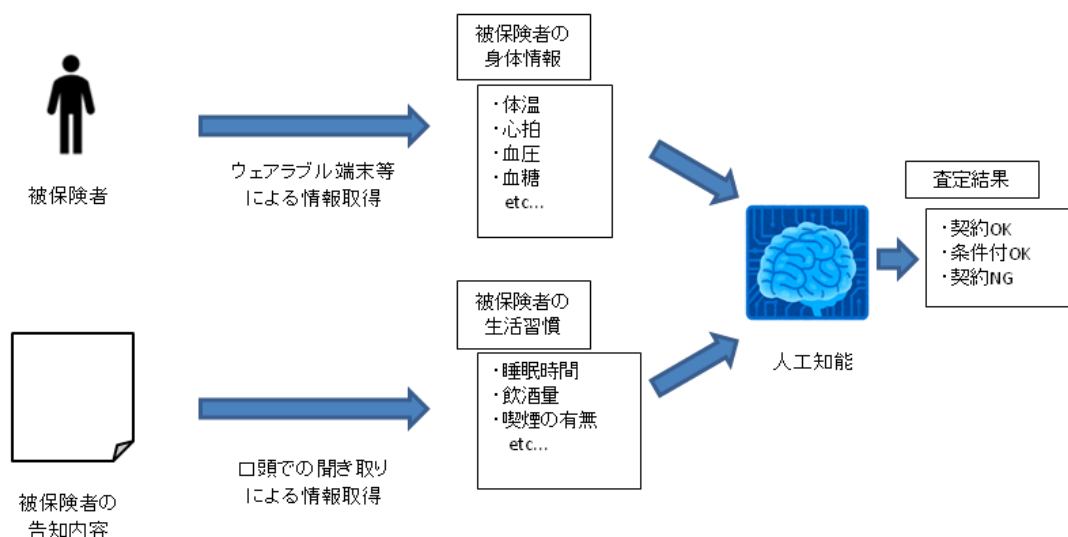 被保険者
ウェアラブル端末等
による情報取得
被保険者の
身体情報
・体温
・心拍
・血圧
・血糖
etc...
被保険者の
告知内容
口頭での聞き取り
による情報取得
被保険者の
生活習慣
・睡眠時間
・飲酒量
・喫煙の有無
etc...
人工知能
査定結果
・契約OK
・条件付OK
・契約NG